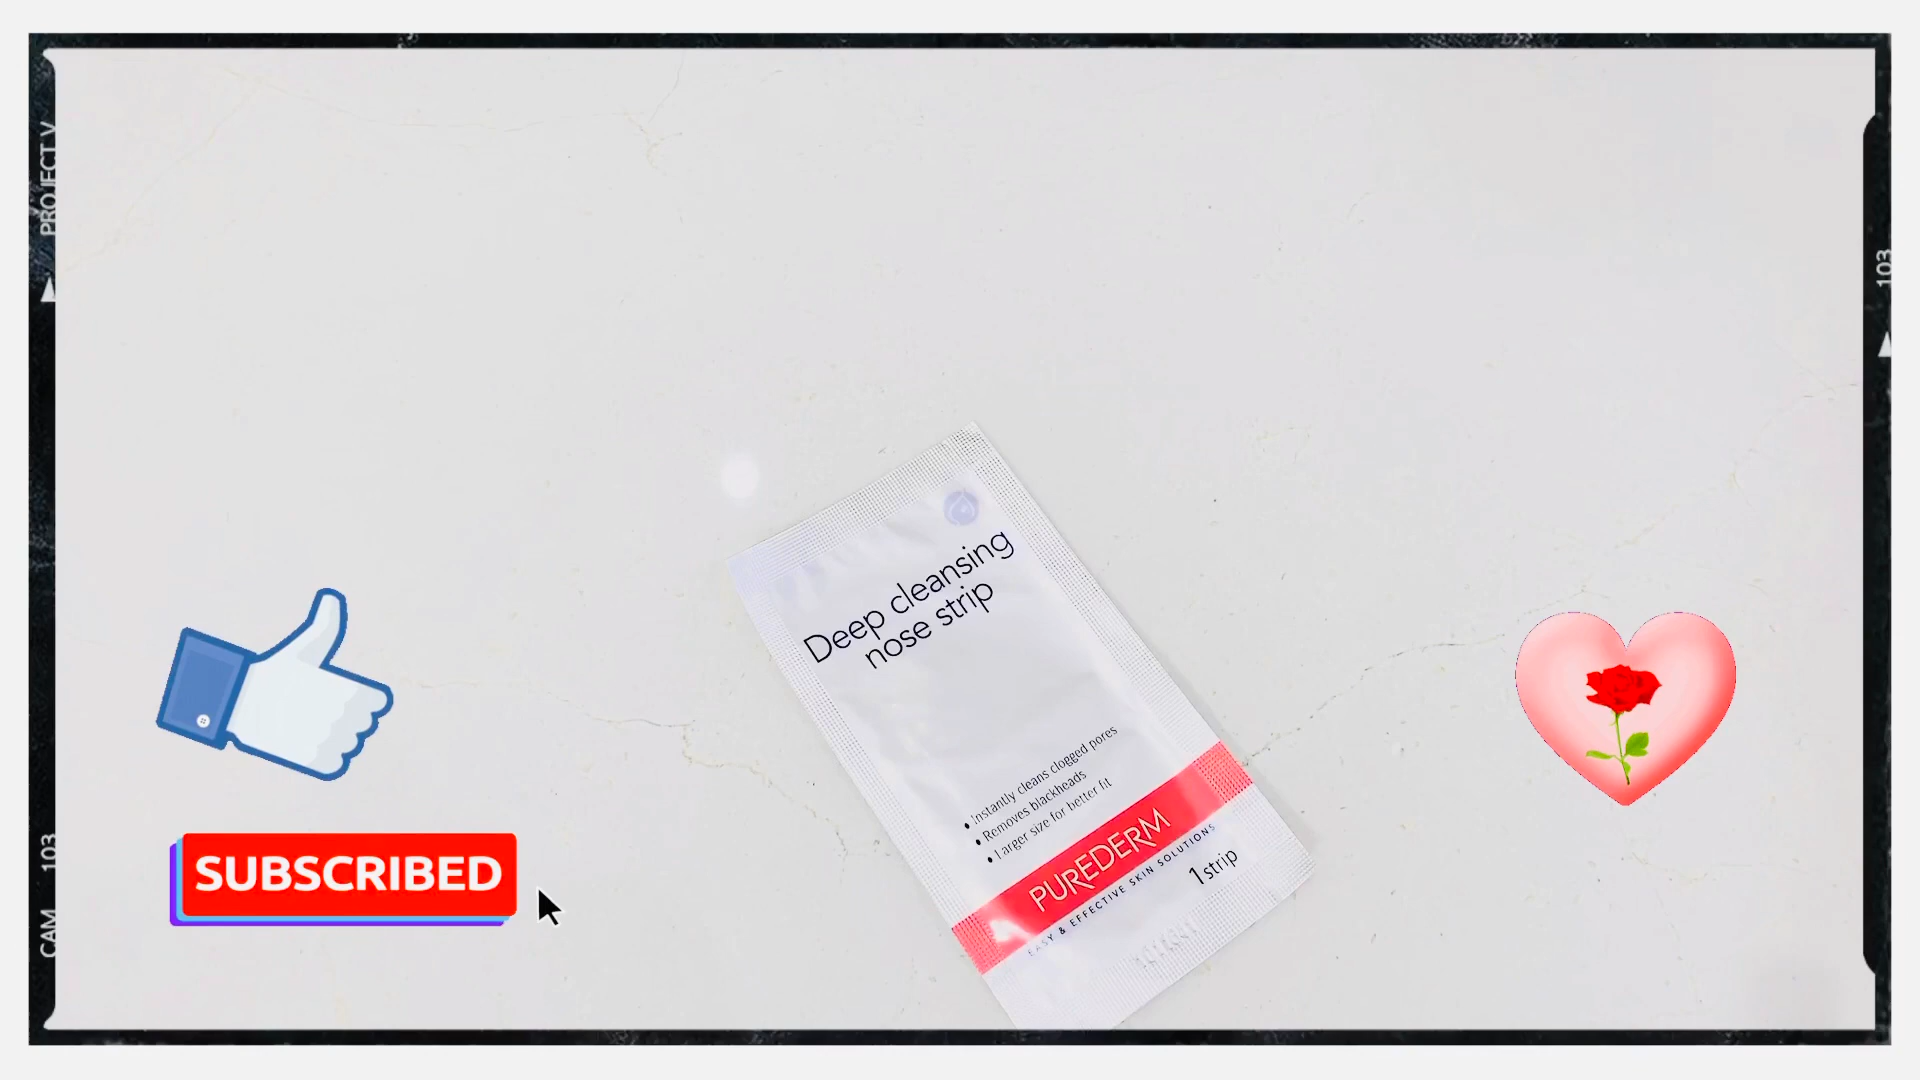 PROJECT V
103
Deep cleansing
nose strip
• Instantly cleans clogged pores
• Removes blackheads
• Larger size for better fit
PUREDERM
EASY & EFFECTIVE SKIN SOLUTIONS
1 strip
SUBSCRIBED
CAM 103